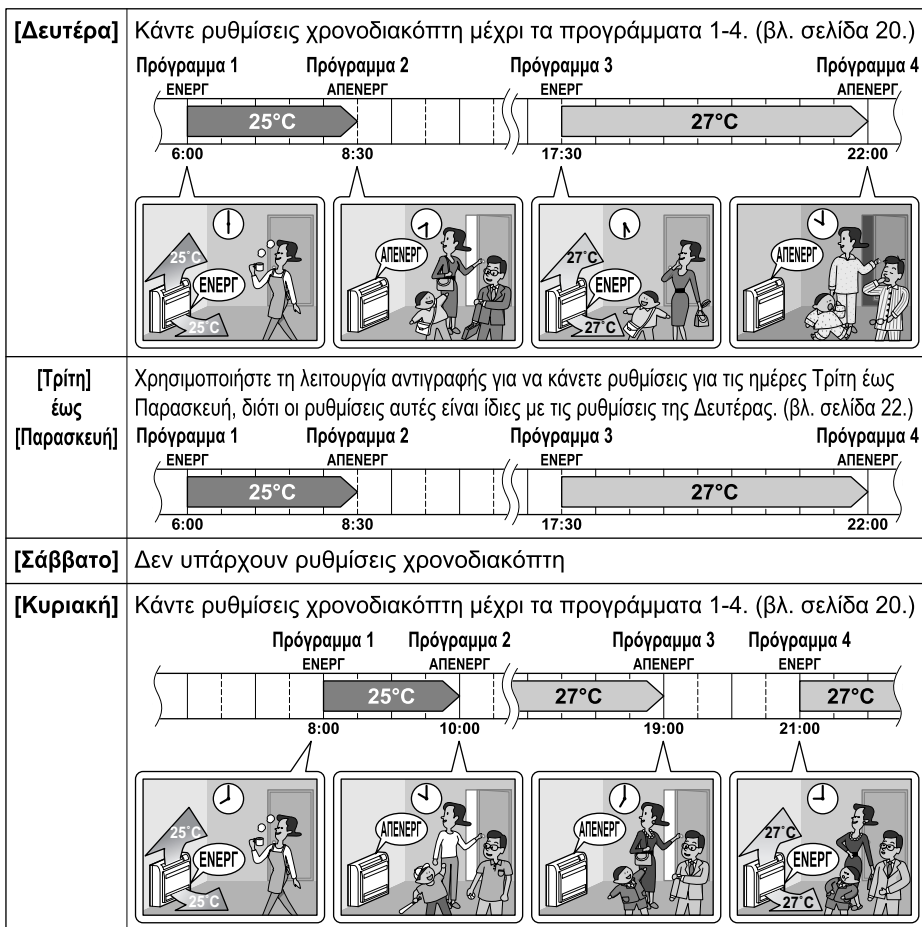 [Δευτέρα]
Κάντε ρυθμίσεις χρονοδιακόπτη μέχρι τα προγράμματα 1-4. (βλ. σελίδα 20.)
Πρόγραμμα 1 Πρόγραμμα 2 Πρόγραμμα 3 Πρόγραμμα 4
ΕΝΕΡΓ ΑΠΕΝΕΡΓ ΕΝΕΡΓ ΑΠΕΝΕΡΓ
25°C 27°C
6:00 8:30 17:30 22:00
25˚C ΕΝΕΡΓ 25˚C
ΑΠΕΝΕΡΓ
27˚C ΕΝΕΡΓ 27˚C
ΑΠΕΝΕΡΓ
[Τρίτη]
έως
[Παρασκευή]
Χρησιμοποιήστε τη λειτουργία αντιγραφής για να κάνετε ρυθμίσεις για τις ημέρες Τρίτη έως
Παρασκευή, διότι οι ρυθμίσεις αυτές είναι ίδιες με τις ρυθμίσεις της Δευτέρας. (βλ. σελίδα 22.)
Πρόγραμμα 1 Πρόγραμμα 2 Πρόγραμμα 3 Πρόγραμμα 4
ΕΝΕΡΓ ΑΠΕΝΕΡΓ ΕΝΕΡΓ ΑΠΕΝΕΡΓ
25°C 27°C
6:00 8:30 17:30 22:00
[Σάββατο]
Δεν υπάρχουν ρυθμίσεις χρονοδιακόπτη
[Κυριακή]
Κάντε ρυθμίσεις χρονοδιακόπτη μέχρι τα προγράμματα 1-4. (βλ. σελίδα 20.)
Πρόγραμμα 1 Πρόγραμμα 2 Πρόγραμμα 3 Πρόγραμμα 4
ΕΝΕΡΓ ΑΠΕΝΕΡΓ ΑΠΕΝΕΡΓ ΕΝΕΡΓ
25°C 27°C 27°C
8:00 10:00 19:00 21:00
25˚C ΕΝΕΡΓ 25˚C
ΑΠΕΝΕΡΓ
ΑΠΕΝΕΡΓ
27˚C ΕΝΕΡΓ 27˚C